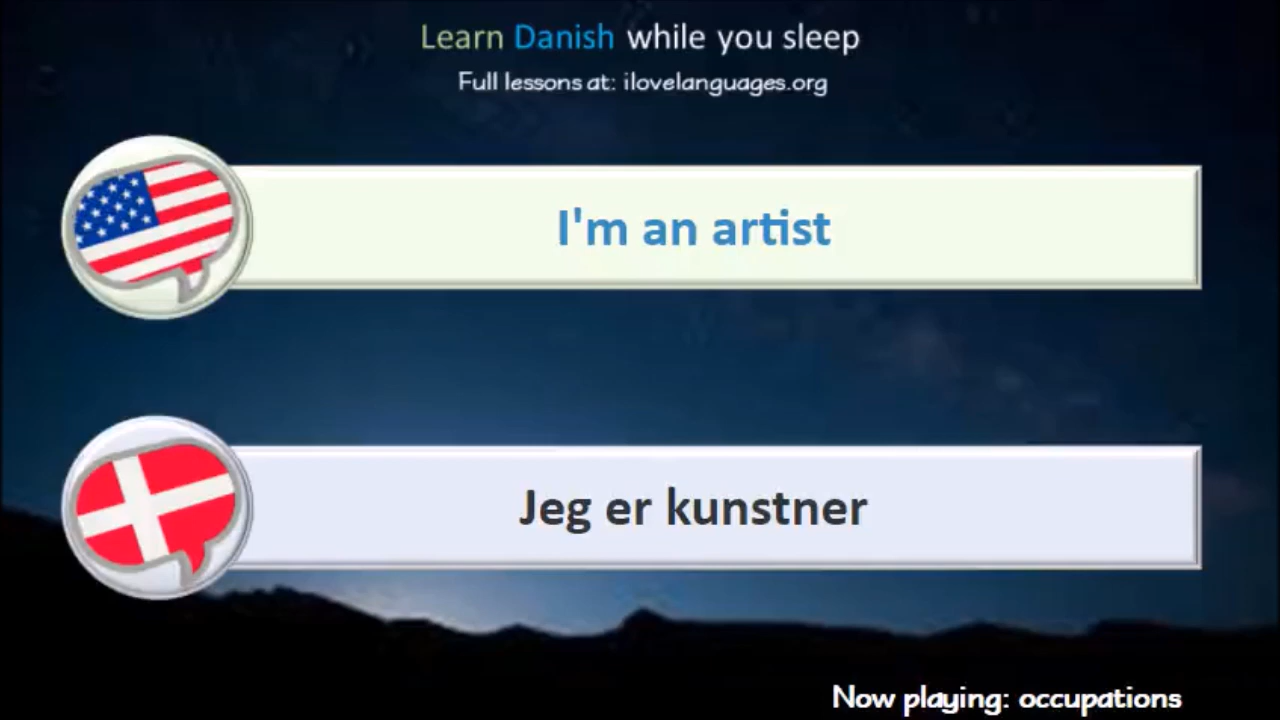 Learn Danish while you sleep
Full lessons at: ilovelanguages.org
I'm an artist
Jeg er kunstner
Now playing: occupations